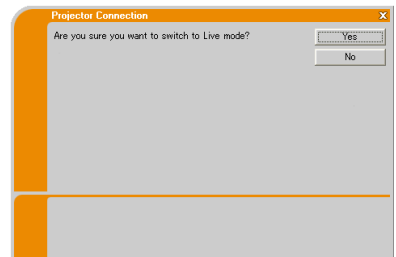 Projector Connection X
Are you sure you want to switch to Live mode?
Yes
No